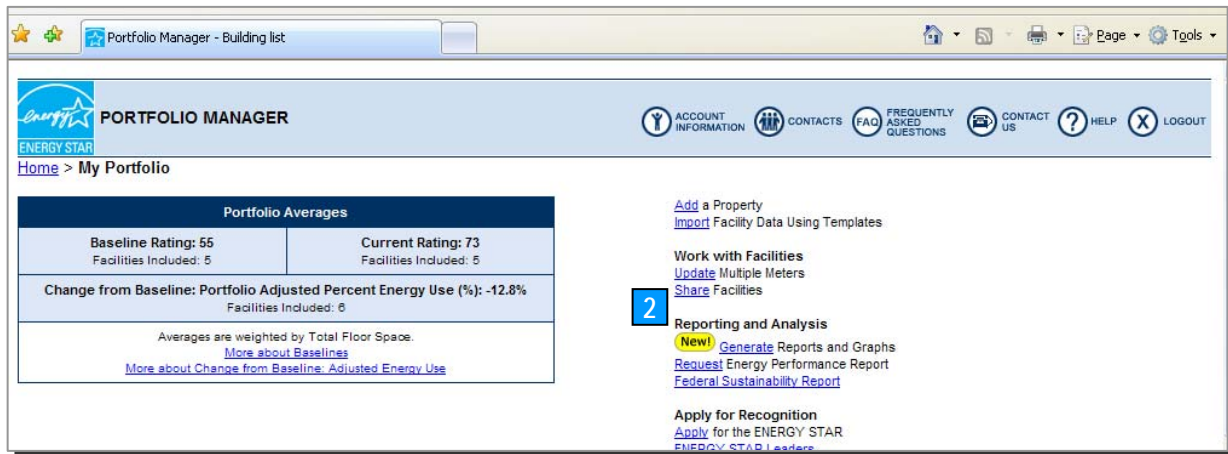 Portfolio Manager - Building list
Page Tools
energy
ENERGY STAR
PORTFOLIO MANAGER
ACCOUNT INFORMATION
CONTACTS
FAQ
FREQUENTLY ASKED QUESTIONS
CONTACT US
? HELP
X LOGOUT
Home > My Portfolio
Portfolio Averages
Baseline Rating: 55
Facilities Included: 5
Current Rating: 73
Facilities Included: 5
Change from Baseline: Portfolio Adjusted Percent Energy Use (%): -12.8%
Facilities Included: 6
Averages are weighted by Total Floor Space.
More about Baselines
More about Change from Baseline: Adjusted Energy Use
Add a Property
Import Facility Data Using Templates
Work with Facilities
Update Multiple Meters
Share Facilities
2
Reporting and Analysis
New! Generate Reports and Graphs
Request Energy Performance Report
Federal Sustainability Report
Apply for Recognition
Apply for the ENERGY STAR
ENERGY STAR Leaders